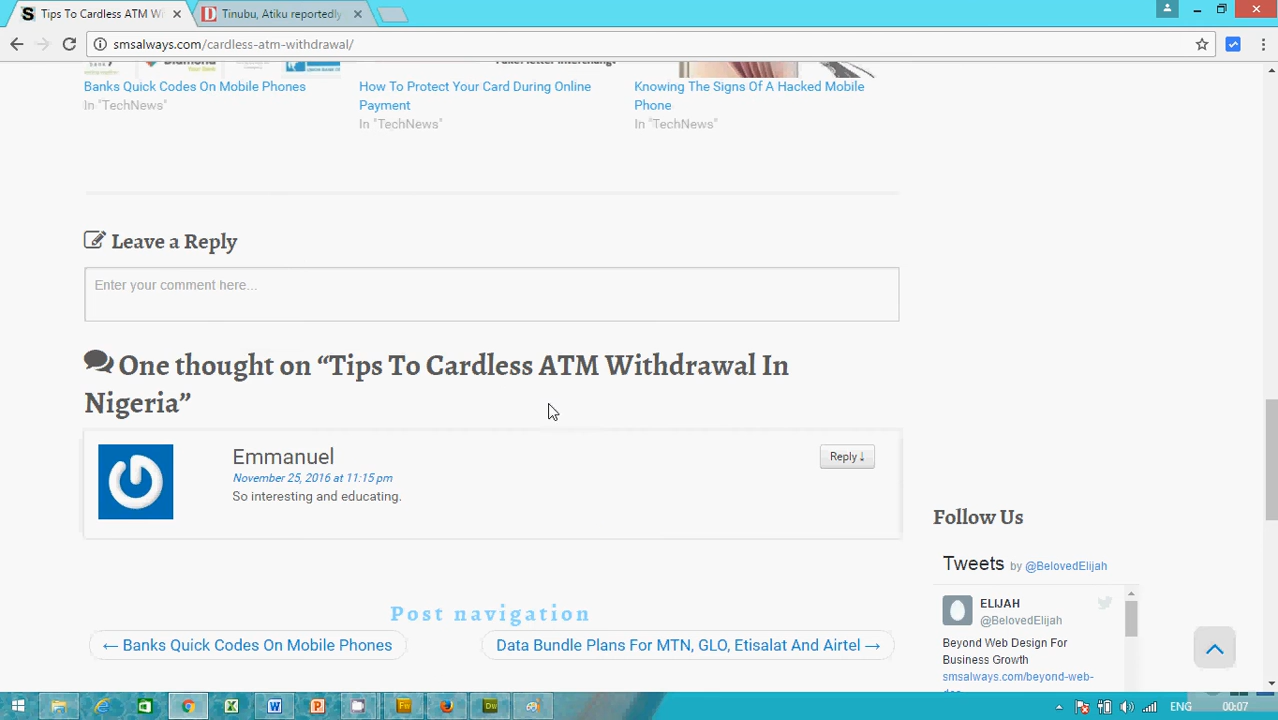 Tips To Cardless ATM Wi
Tinubu, Atiku reportedly
smsalways.com/cardless-atm-withdrawal/
Banks Quick Codes On Mobile Phones
In "TechNews"
How To Protect Your Card During Online
Payment
In "TechNews"
Knowing The Signs Of A Hacked Mobile
Phone
In "TechNews"
Leave a Reply
Enter your comment here...
One thought on “Tips To Cardless ATM Withdrawal In
Nigeria”
Emmanuel
November 25, 2016 at 11:15 pm
So interesting and educating.
Reply ↓
Post navigation
← Banks Quick Codes On Mobile Phones
Data Bundle Plans For MTN, GLO, Etisalat And Airtel →
Follow Us
Tweets by @BelovedElijah
ELIJAH
@BelovedElijah
Beyond Web Design For
Business Growth
smsalways.com/beyond-web-
ENG
00:07